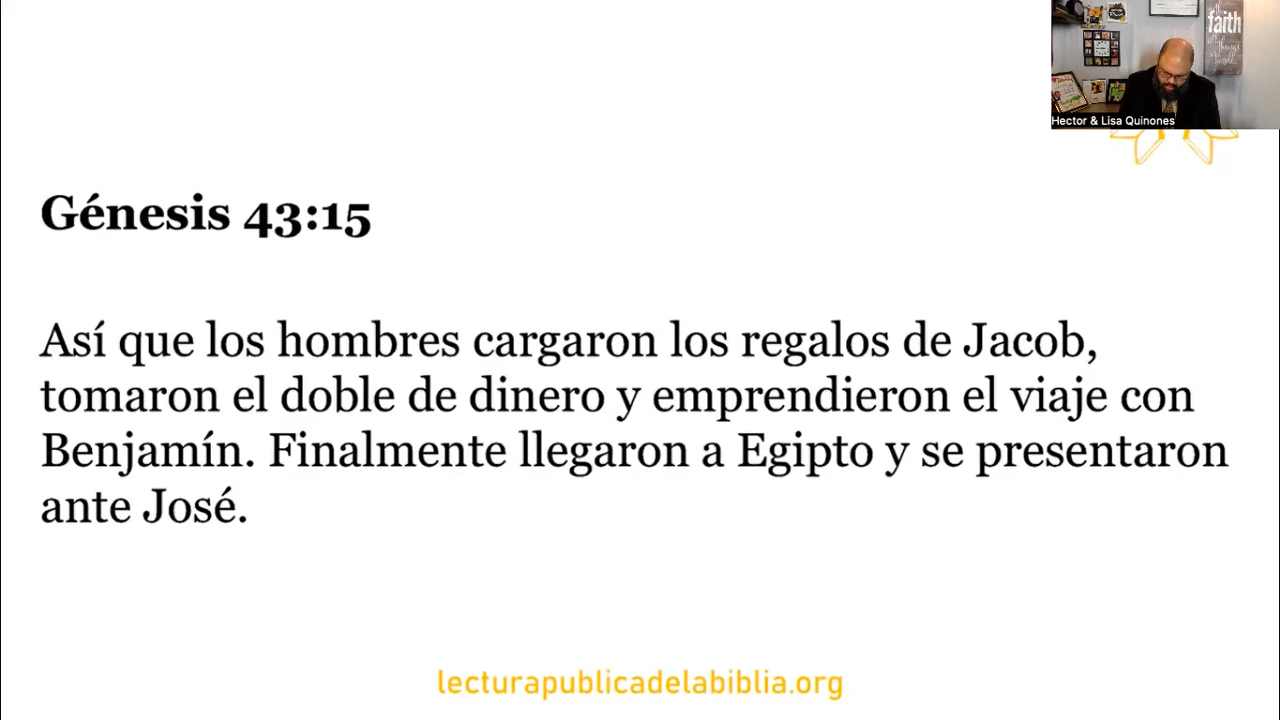 faith
Hector & Lisa Quinones
Génesis 43:15
Así que los hombres cargaron los regalos de Jacob,
tomaron el doble de dinero y emprendieron el viaje con
Benjamín. Finalmente llegaron a Egipto y se presentaron
ante José.
lecturapublicadelabiblia.org